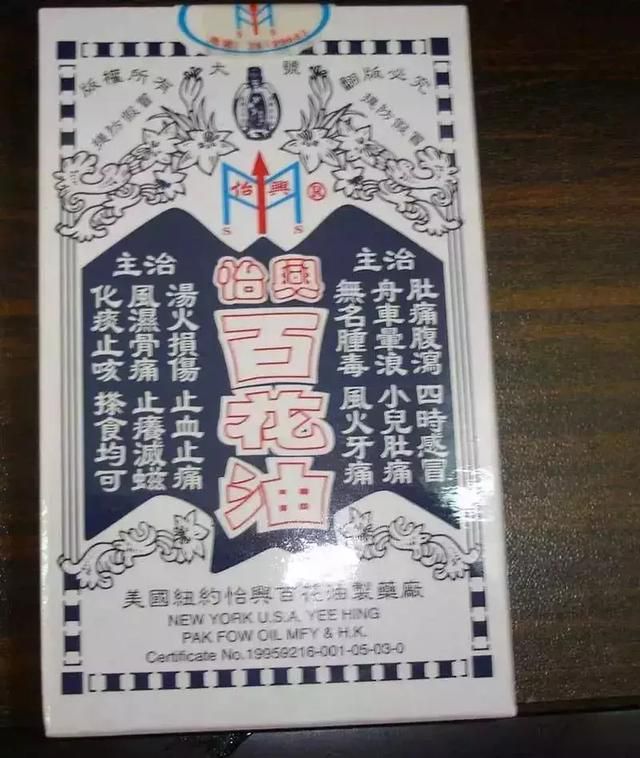 版權所有
大號
翻版必究
提防假冒
提防假冒
怡興®
S S
怡興
百花油
主治
肚痛腹瀉 四時感冒
舟車暈浪 小兒肚痛
無名腫毒 風火牙痛
主治
湯火損傷 止血止痛
風濕骨痛 止癢滅螆
化痰止咳 搽食均可
美國紐約怡興百花油製藥廠
NEW YORK U.S.A. YEE HING
PAK FOW OIL MFY & H.K.
Certificate No.19959216-001-05-03-0